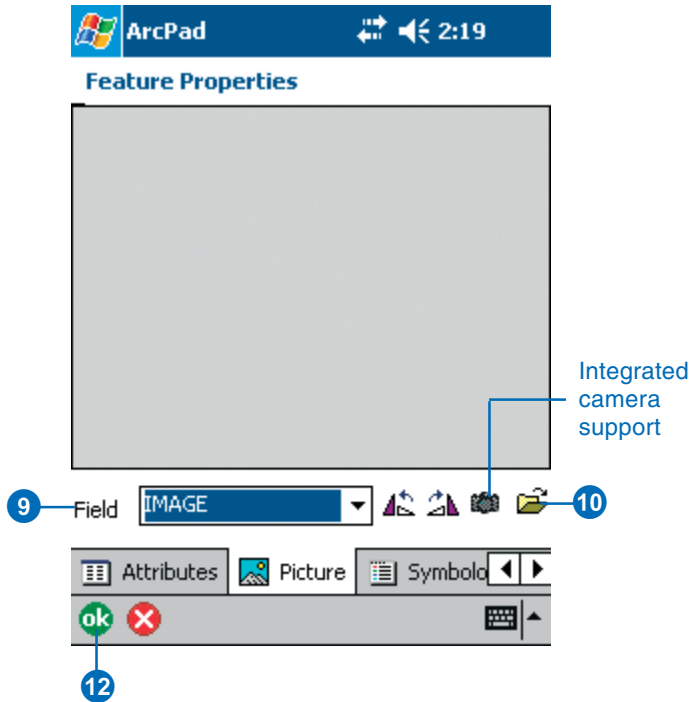 ArcPad 2:19
Feature Properties
Integrated
camera
support
9 Field IMAGE 10
Attributes Picture Symbolo
ok
12